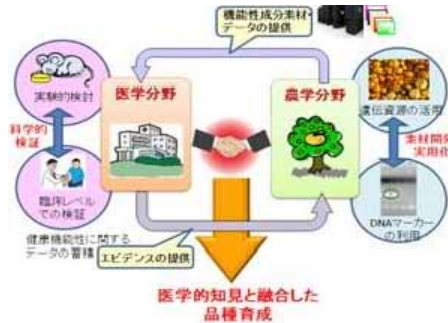 機能性成分素材・
データの提供
医学分野
農学分野
実験的検討
遺伝資源の活用
科学的
検証
素材開発
実用化
臨床レベル
での検証
DNAマーカー
の利用
健康機能性に関する
データの蓄積
エビデンスの提供
医学的知見と融合した
品種育成